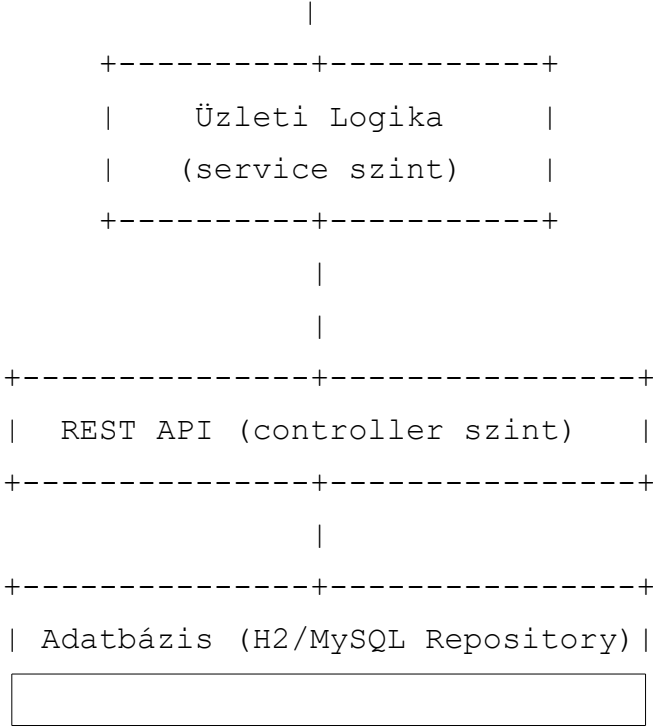 |
+----------+-----------+
| Üzleti Logika |
| (service szint) |
+----------+-----------+
|
|
+---------------+----------------+
| REST API (controller szint) |
+---------------+----------------+
|
+---------------+----------------+
| Adatbázis (H2/MySQL Repository)|